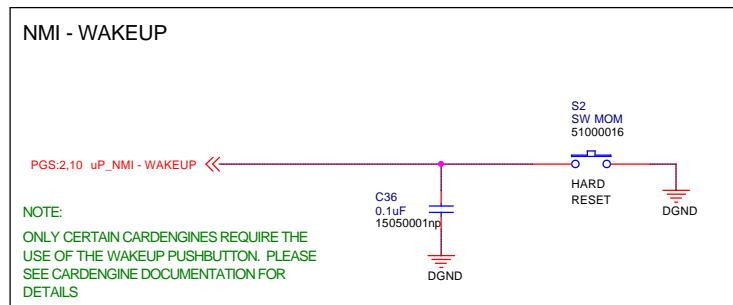 NMI - WAKEUP
S2
SW MOM
51000016
PGS:2,10 uP_NMI - WAKEUP
HARD
RESET
DGND
C36
0.1uF
15050001np
DGND
NOTE:
ONLY CERTAIN CARDENGINES REQUIRE THE
USE OF THE WAKEUP PUSHBUTTON. PLEASE
SEE CARDENGINE DOCUMENTATION FOR
DETAILS